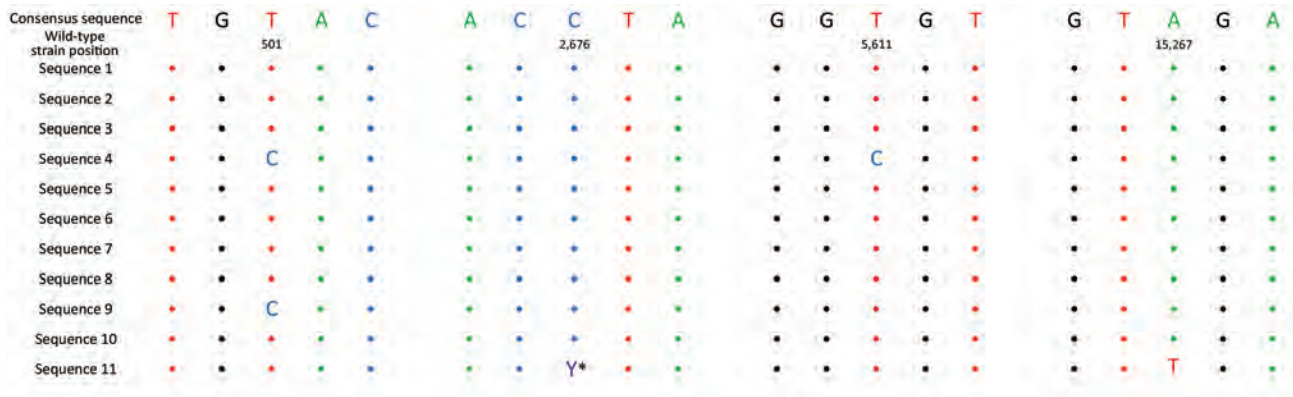 Consensus sequence T G T A C A C C T A G G T G T G T A G A
Wild-type
strain position 501 2,676 5,611 15,267
Sequence 1
Sequence 2
Sequence 3
Sequence 4 C C
Sequence 5
Sequence 6
Sequence 7
Sequence 8
Sequence 9 C
Sequence 10
Sequence 11 Y* T